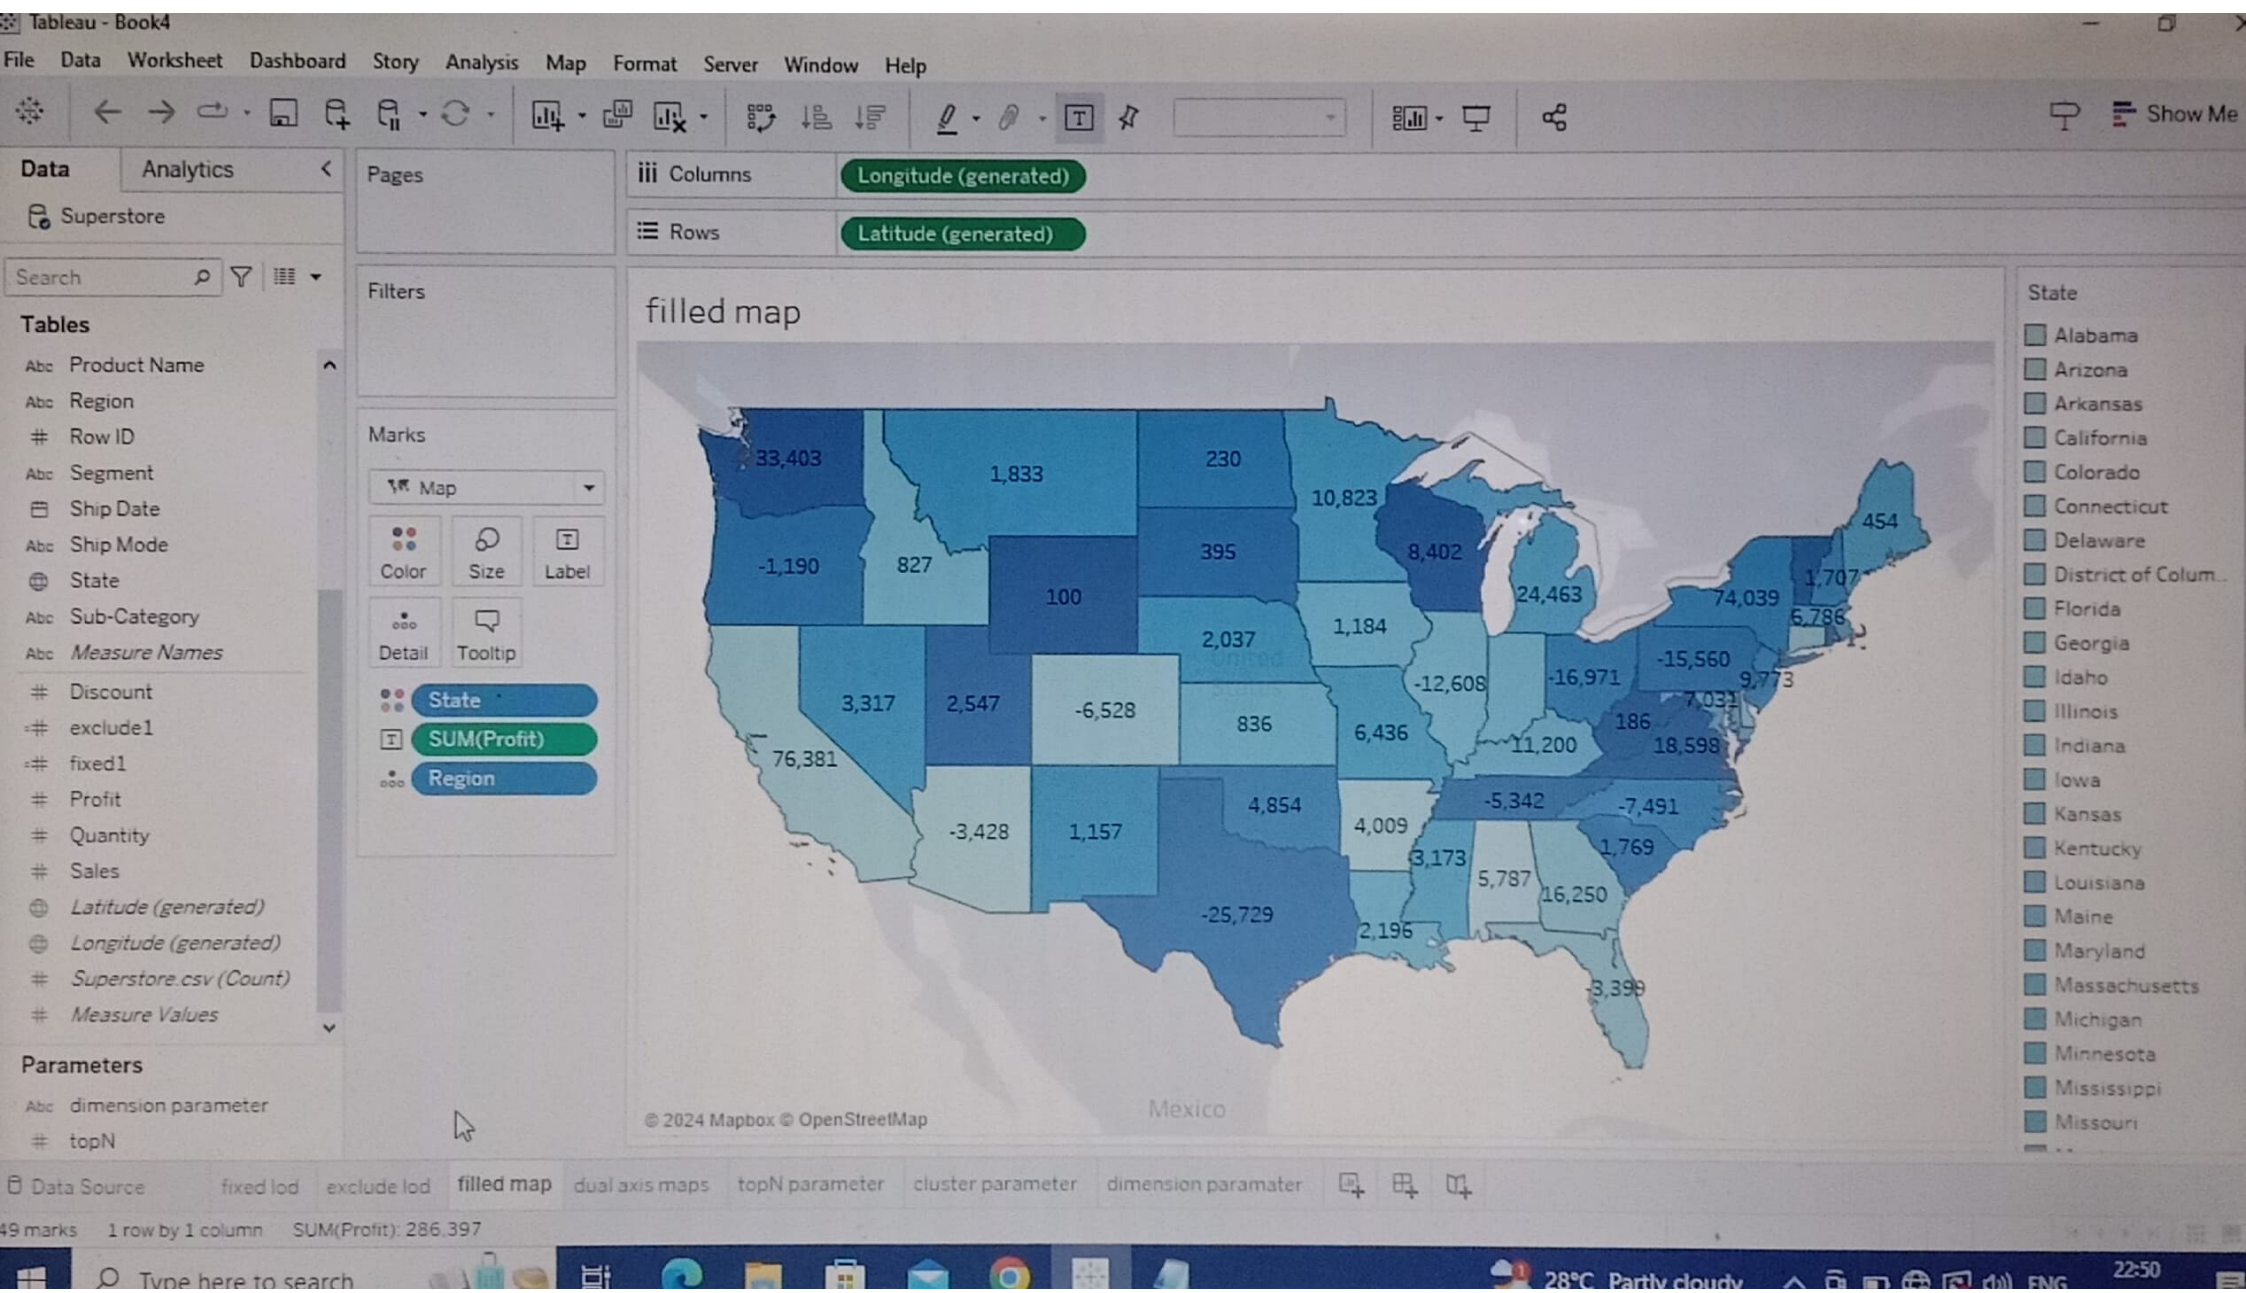 Tableau - Book4
File Data Worksheet Dashboard Story Analysis Map Format Server Window Help
Show Me
Data Analytics
Superstore
Search
Tables
Abc Product Name
Abc Region
# Row ID
Abc Segment
Ship Date
Abc Ship Mode
State
Abc Sub-Category
Abc Measure Names
# Discount
=# exclude1
=# fixed1
# Profit
# Quantity
# Sales
Latitude (generated)
Longitude (generated)
# Superstore.csv (Count)
# Measure Values
Parameters
Abc dimension parameter
# topN
Pages
Filters
Marks
Map
Color Size Label
Detail Tooltip
State
SUM(Profit)
Region
Columns Longitude (generated)
Rows Latitude (generated)
filled map
33,403
1,833
230
10,823
454
-1,190
827
100
395
8,402
24,463
74,039
1,707
6,786
2,037
1,184
United
States
3,317
2,547
-6,528
836
6,436
-12,608
-16,971
-15,560
9,773
7,031
186
18,598
11,200
76,381
-3,428
1,157
4,854
4,009
-5,342
-7,491
3,173
5,787
16,250
1,769
-25,729
2,196
-3,399
Mexico
© 2024 Mapbox © OpenStreetMap
State
Alabama
Arizona
Arkansas
California
Colorado
Connecticut
Delaware
District of Colum..
Florida
Georgia
Idaho
Illinois
Indiana
Iowa
Kansas
Kentucky
Louisiana
Maine
Maryland
Massachusetts
Michigan
Minnesota
Mississippi
Missouri
Data Source fixed lod exclude lod filled map dual axis maps topN parameter cluster parameter dimension paramater
49 marks 1 row by 1 column SUM(Profit): 286,397
Type here to search
1
28°C Partly cloudy
ENG
22:50